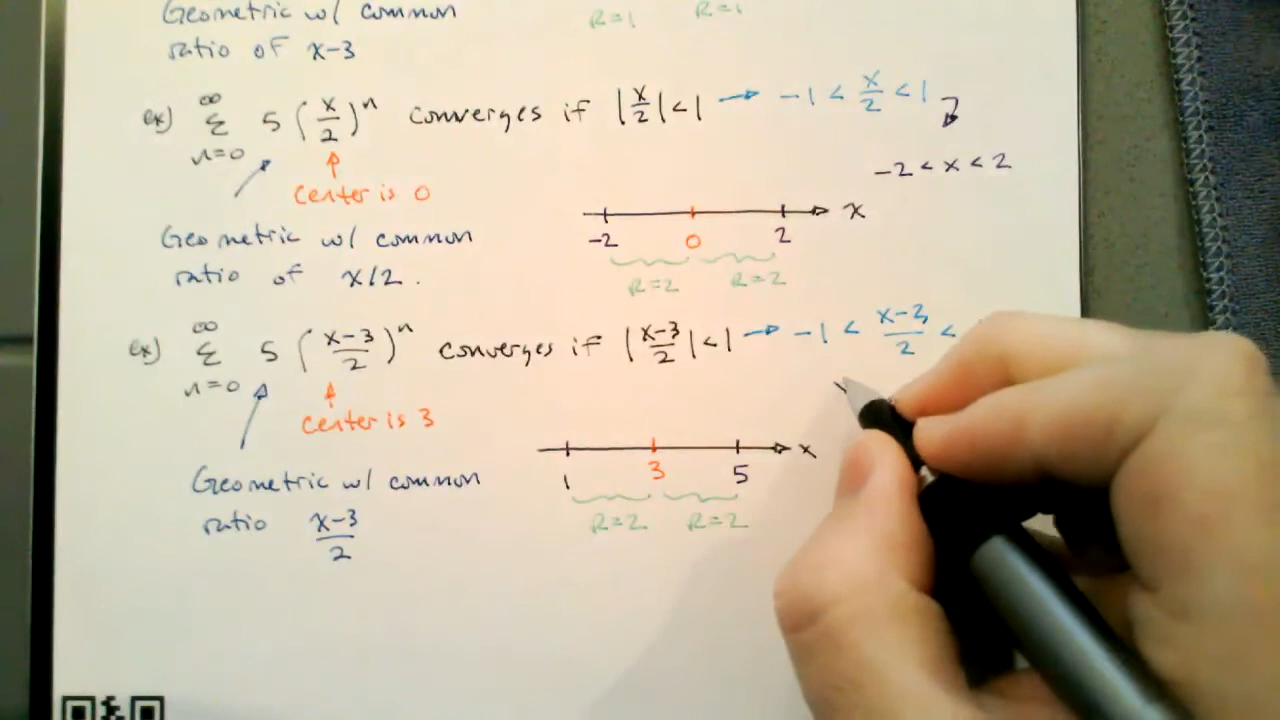 Geometric w/ common
ratio of x-3
R=1 R=1
ex) ∞ Σ n=0 5 (x/2)^n converges if |x/2| < 1 → -1 < x/2 < 1
-2 < x < 2
center is 0
-2 0 2 x
R=2 R=2
Geometric w/ common
ratio of x/2.
ex) ∞ Σ n=0 5 ((x-3)/2)^n converges if |(x-3)/2| < 1 → -1 < (x-3)/2 <
center is 3
1 3 5 x
R=2 R=2
Geometric w/ common
ratio (x-3)/2